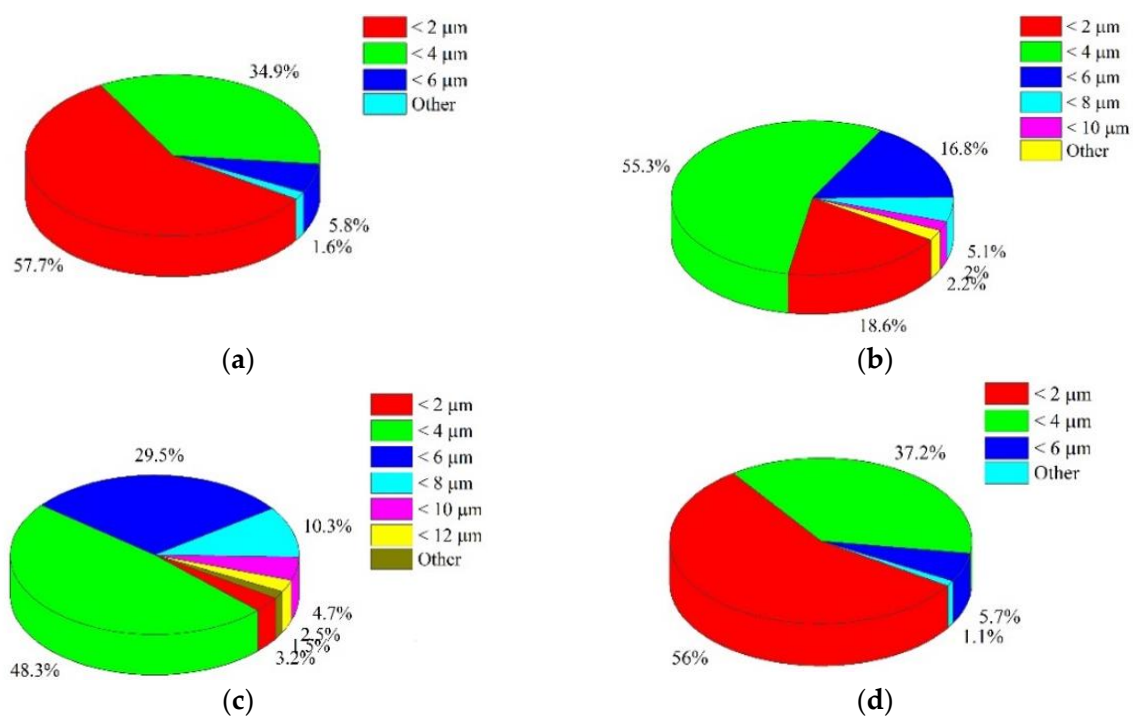 < 2 μm
< 4 μm
< 6 μm
Other
34.9%
5.8%
1.6%
57.7%
(a)
< 2 μm
< 4 μm
< 6 μm
< 8 μm
< 10 μm
Other
55.3%
16.8%
5.1%
2%
2.2%
18.6%
(b)
< 2 μm
< 4 μm
< 6 μm
< 8 μm
< 10 μm
< 12 μm
Other
29.5%
10.3%
4.7%
2.5%
1.5%
3.2%
48.3%
(c)
< 2 μm
< 4 μm
< 6 μm
Other
37.2%
5.7%
1.1%
56%
(d)